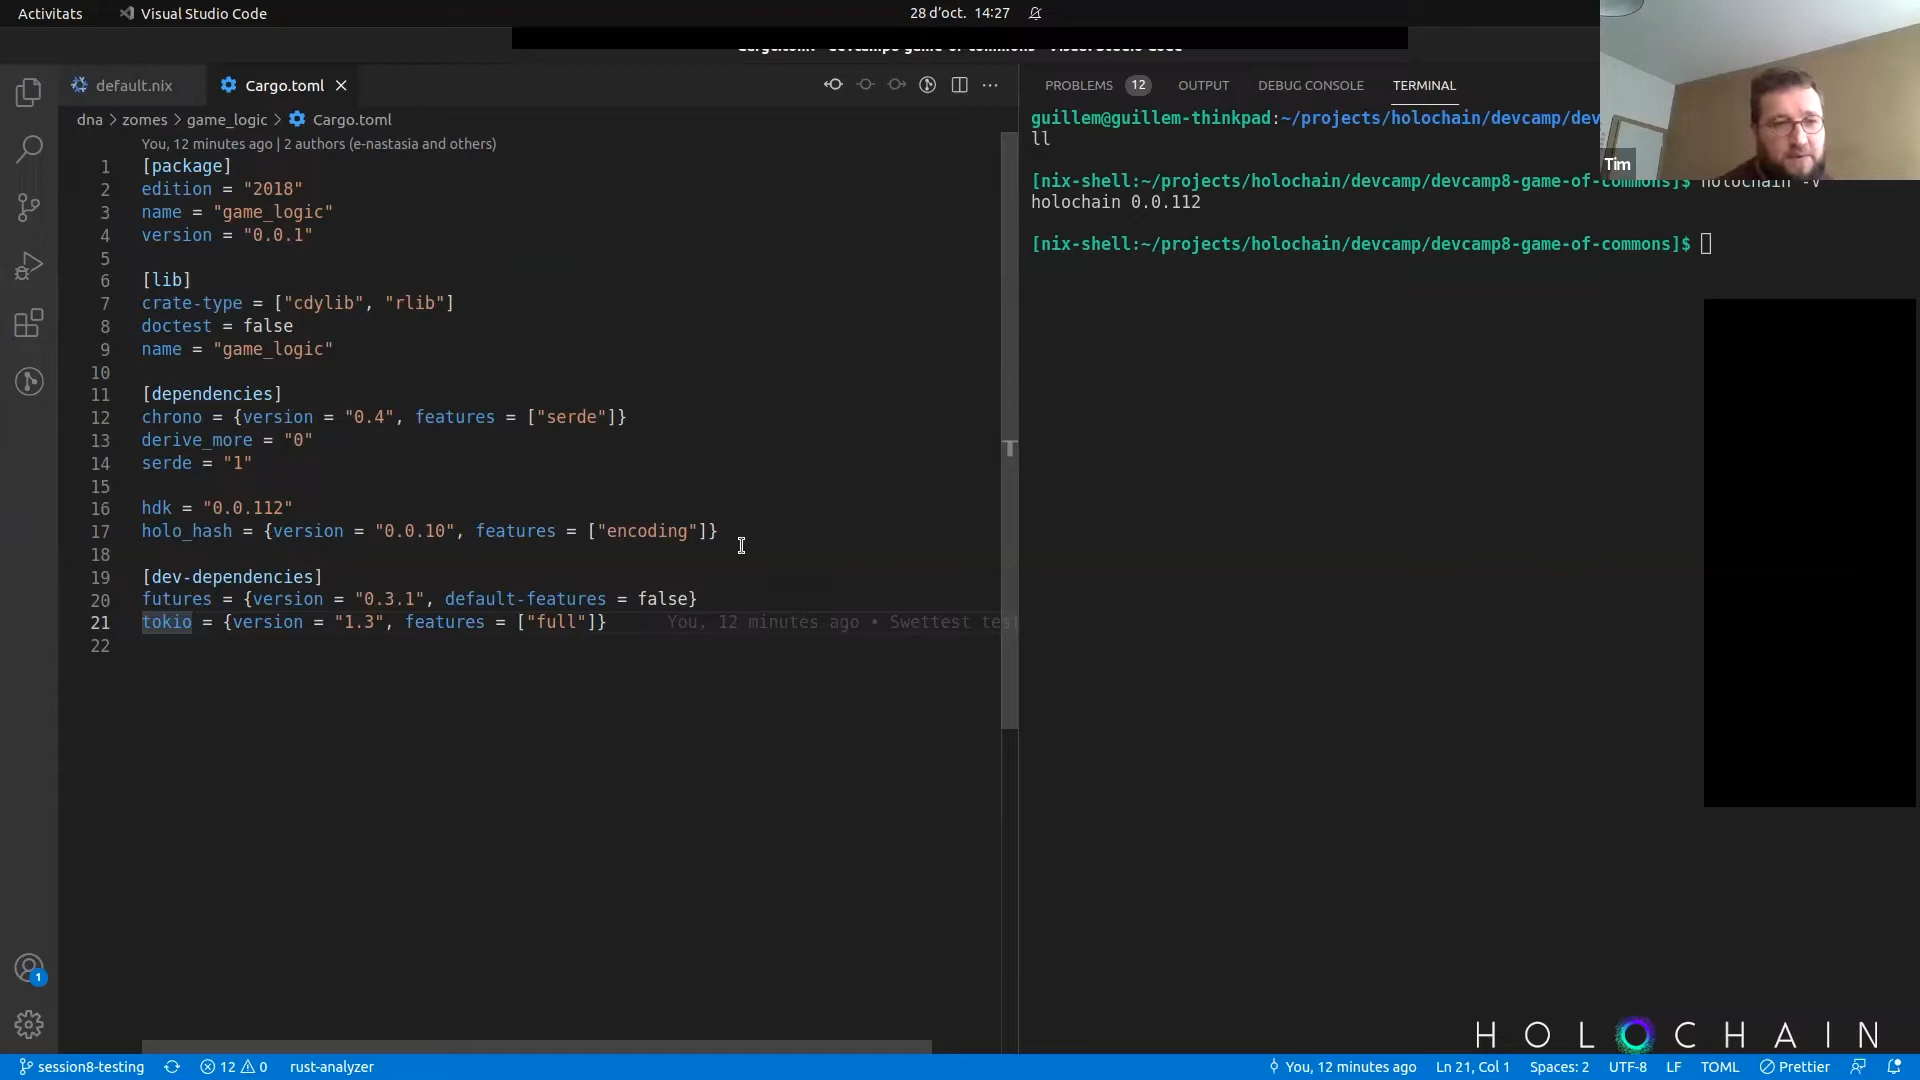 Activitats
Visual Studio Code
28 d'oct. 14:27
default.nix
Cargo.toml
dna > zomes > game_logic > Cargo.toml
You, 12 minutes ago | 2 authors (e-nastasia and others)
1 [package]
2 edition = "2018"
3 name = "game_logic"
4 version = "0.0.1"
5
6 [lib]
7 crate-type = ["cdylib", "rlib"]
8 doctest = false
9 name = "game_logic"
10
11 [dependencies]
12 chrono = {version = "0.4", features = ["serde"]}
13 derive_more = "0"
14 serde = "1"
15
16 hdk = "0.0.112"
17 holo_hash = {version = "0.0.10", features = ["encoding"]}
18
19 [dev-dependencies]
20 futures = {version = "0.3.1", default-features = false}
21 tokio = {version = "1.3", features = ["full"]} You, 12 minutes ago • Swettest tes
22
PROBLEMS 12 OUTPUT DEBUG CONSOLE TERMINAL
guillem@guillem-thinkpad:~/projects/holochain/devcamp/dev
ll
[nix-shell:~/projects/holochain/devcamp/devcamp8-game-of-commons]$ holochain -V
holochain 0.0.112
[nix-shell:~/projects/holochain/devcamp/devcamp8-game-of-commons]$
Tim
1
HOLOCHAIN
session8-testing
12 0
rust-analyzer
You, 12 minutes ago
Ln 21, Col 1
Spaces: 2
UTF-8
LF
TOML
Prettier